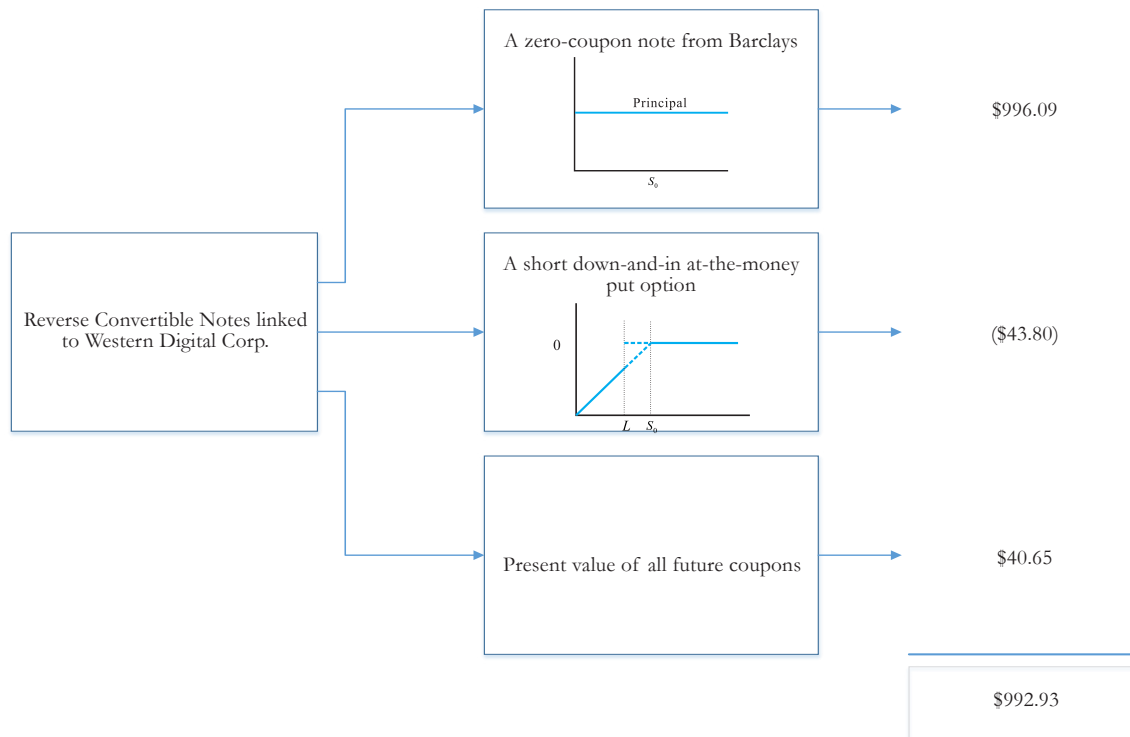 A zero-coupon note from Barclays
Principal
S₀
$996.09
Reverse Convertible Notes linked
to Western Digital Corp.
A short down-and-in at-the-money
put option
0
L S₀
($43.80)
Present value of all future coupons
$40.65
$992.93